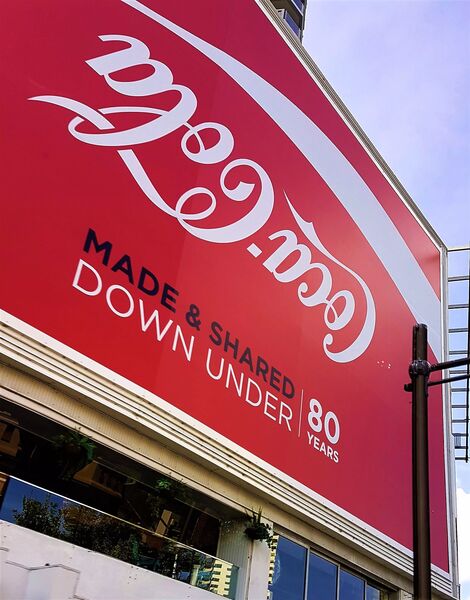 Coca-Cola
MADE & SHARED
DOWN UNDER
80
YEARS